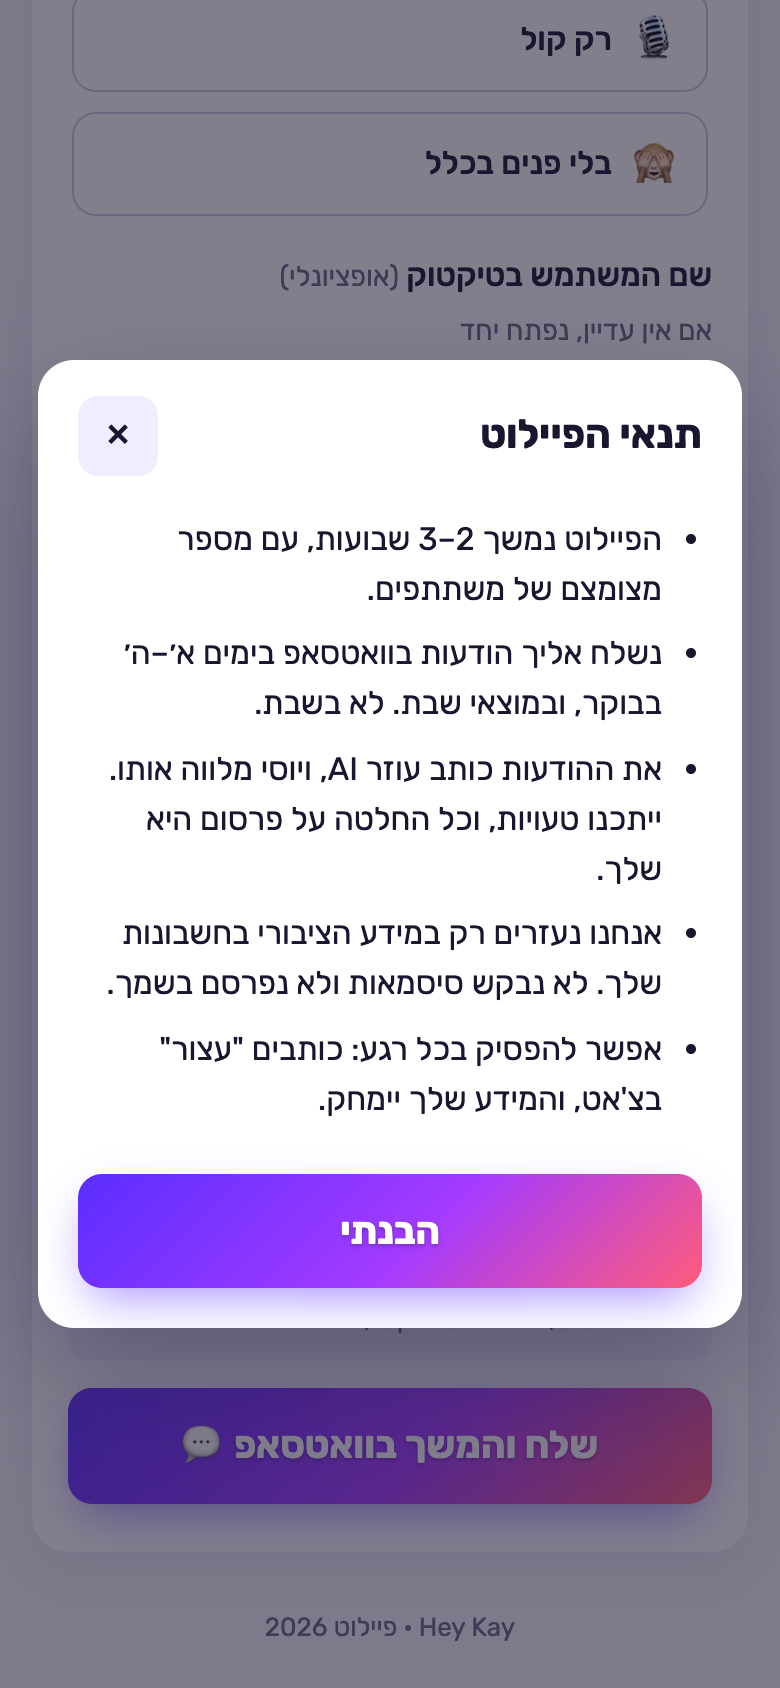 רק קול
בלי פנים בכלל
שם המשתמש בטיקטוק (אופציונלי)
אם אין עדיין, נפתח יחד
תנאי הפיילוט
×
• הפיילוט נמשך 2–3 שבועות, עם מספר
מצומצם של משתתפים.
• נשלח אליך הודעות בוואטסאפ בימים א׳–ה׳
בבוקר, ובמוצאי שבת. לא בשבת.
• את ההודעות כותב עוזר AI, ויוסי מלווה אותו.
ייתכנו טעויות, וכל החלטה על פרסום היא
שלך.
• אנחנו נעזרים רק במידע הציבורי בחשבונות
שלך. לא נבקש סיסמאות ולא נפרסם בשמך.
• אפשר להפסיק בכל רגע: כותבים "עצור"
בצ'אט, והמידע שלך יימחק.
הבנתי
שלח והמשך בוואטסאפ 💬
Hey Kay • פיילוט 2026